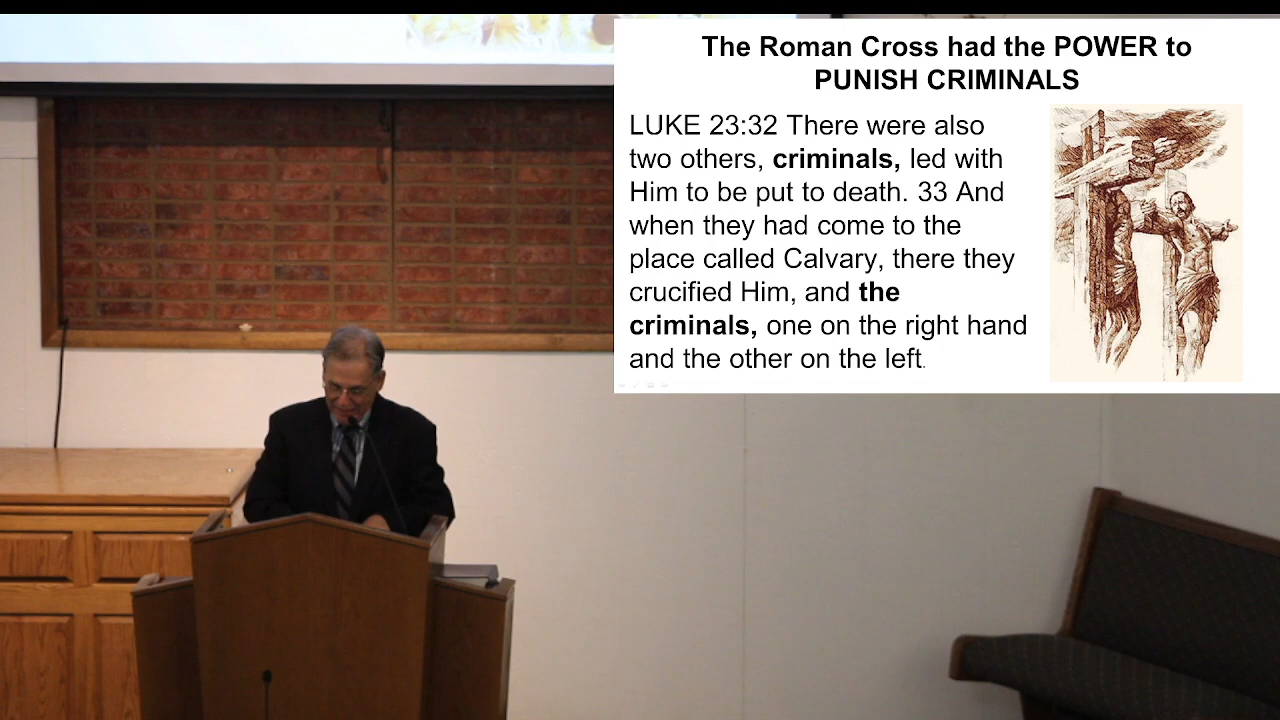 The Roman Cross had the POWER to
PUNISH CRIMINALS
LUKE 23:32 There were also
two others, criminals, led with
Him to be put to death. 33 And
when they had come to the
place called Calvary, there they
crucified Him, and the
criminals, one on the right hand
and the other on the left.